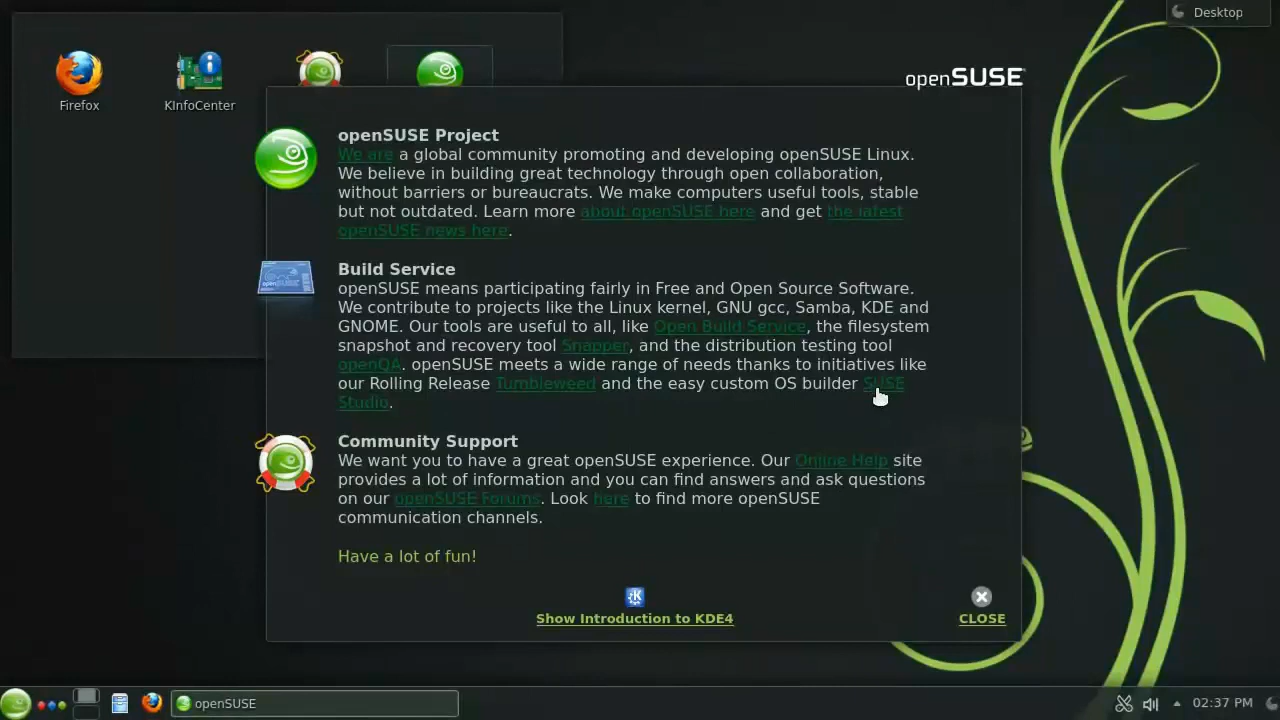 Desktop
openSUSE
Firefox
KInfoCenter
openSUSE Project
We are a global community promoting and developing openSUSE Linux.
We believe in building great technology through open collaboration,
without barriers or bureaucrats. We make computers useful tools, stable
but not outdated. Learn more about openSUSE here and get the latest
openSUSE news here.
Build Service
openSUSE means participating fairly in Free and Open Source Software.
We contribute to projects like the Linux kernel, GNU gcc, Samba, KDE and
GNOME. Our tools are useful to all, like Open Build Service, the filesystem
snapshot and recovery tool Snapper, and the distribution testing tool
openQA. openSUSE meets a wide range of needs thanks to initiatives like
our Rolling Release Tumbleweed and the easy custom OS builder SUSE
Studio.
Community Support
We want you to have a great openSUSE experience. Our Online Help site
provides a lot of information and you can find answers and ask questions
on our openSUSE Forums. Look here to find more openSUSE
communication channels.
Have a lot of fun!
Show Introduction to KDE4
CLOSE
openSUSE
02:37 PM